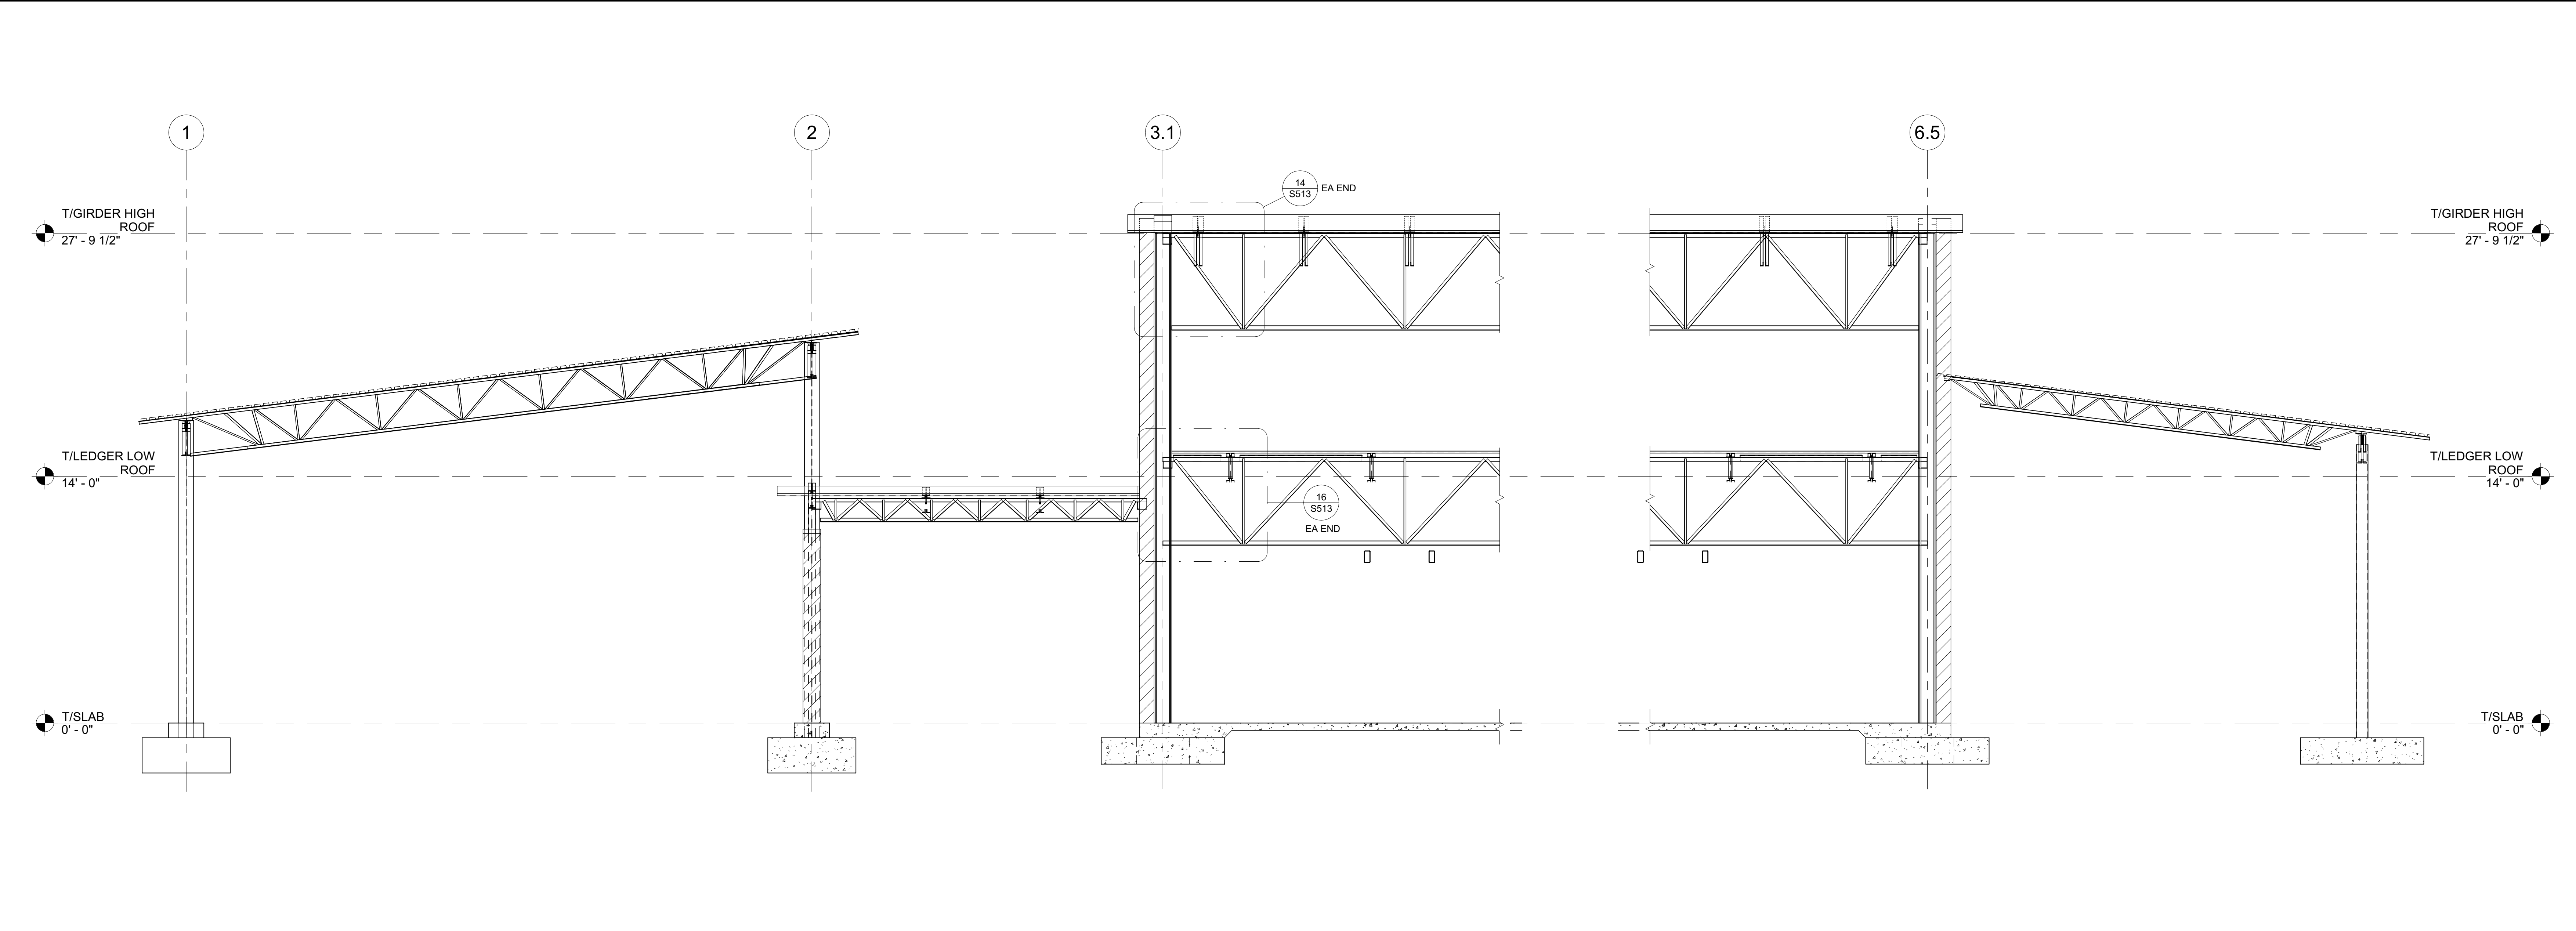 1
2
3.1
6.5
14
S513
EA END
T/GIRDER HIGH
ROOF
27' - 9 1/2"
T/GIRDER HIGH
ROOF
27' - 9 1/2"
T/LEDGER LOW
ROOF
14' - 0"
T/LEDGER LOW
ROOF
14' - 0"
16
S513
EA END
T/SLAB
0' - 0"
T/SLAB
0' - 0"